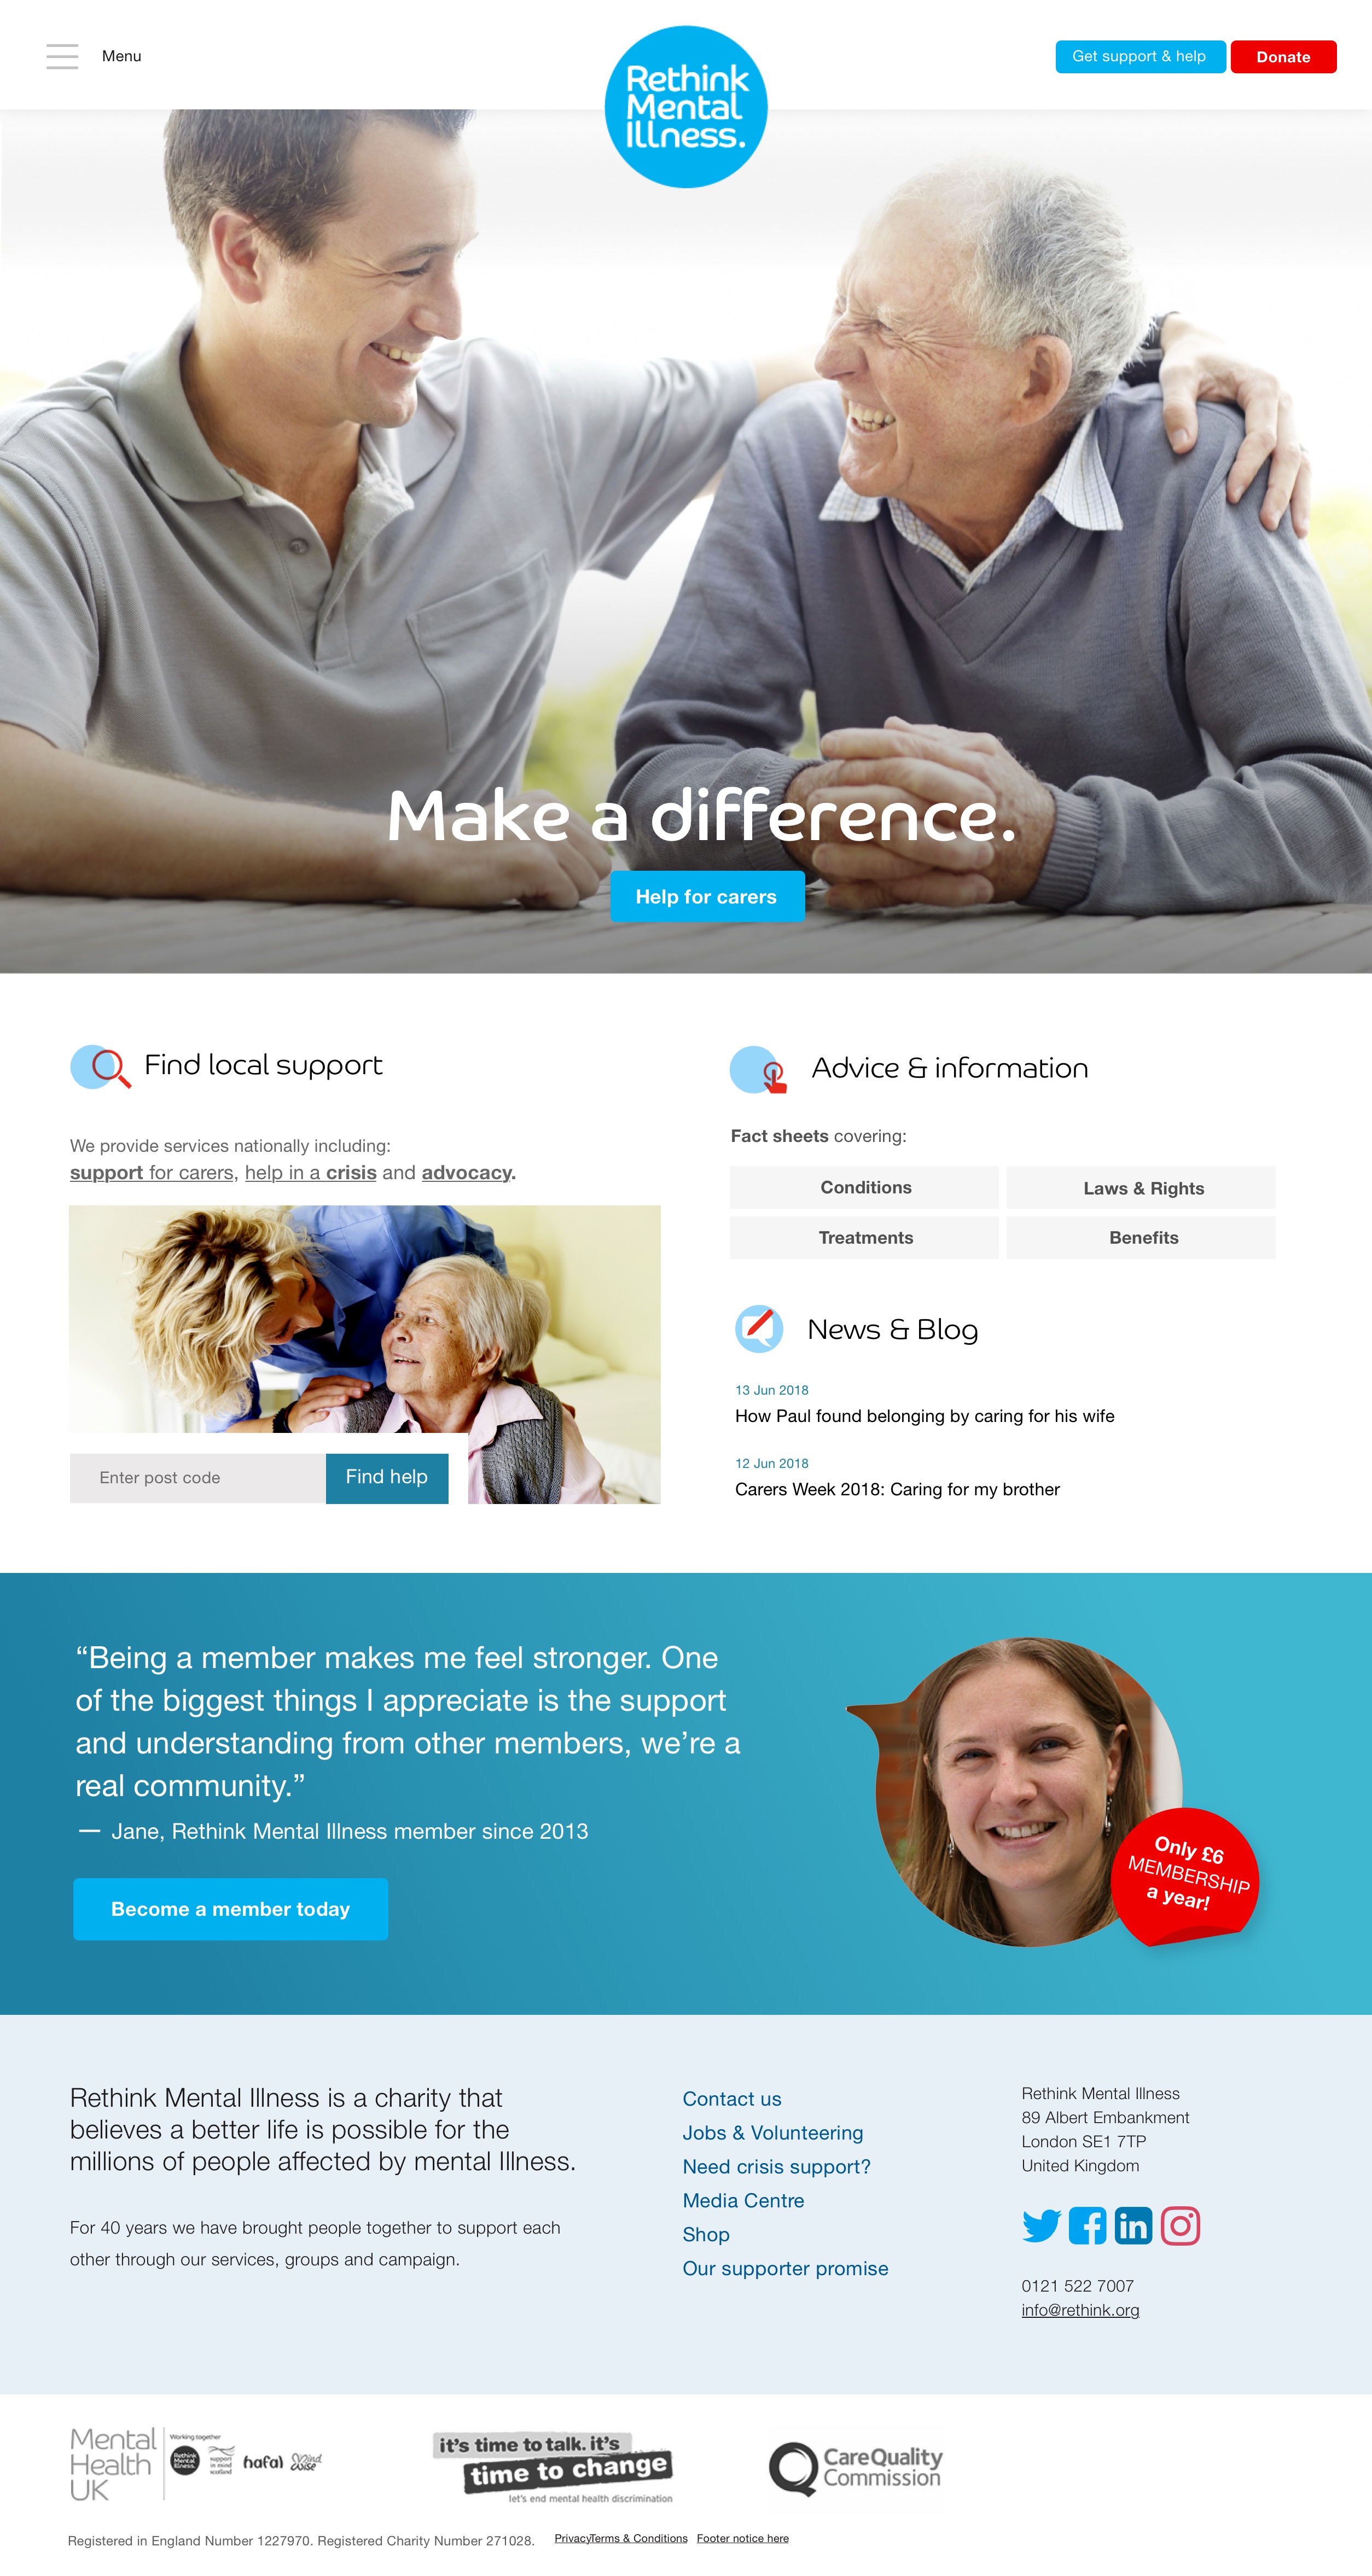 Menu
Rethink
Mental
Illness.
Get support & help
Donate
Make a difference.
Help for carers
Find local support
We provide services nationally including:
support for carers, help in a crisis and advocacy.
Enter post code
Find help
Advice & information
Fact sheets covering:
Conditions
Laws & Rights
Treatments
Benefits
News & Blog
13 Jun 2018
How Paul found belonging by caring for his wife
12 Jun 2018
Carers Week 2018: Caring for my brother
“Being a member makes me feel stronger. One
of the biggest things I appreciate is the support
and understanding from other members, we’re a
real community.”
— Jane, Rethink Mental Illness member since 2013
Become a member today
Only £6
MEMBERSHIP
a year!
Rethink Mental Illness is a charity that
believes a better life is possible for the
millions of people affected by mental Illness.
For 40 years we have brought people together to support each
other through our services, groups and campaign.
Contact us
Jobs & Volunteering
Need crisis support?
Media Centre
Shop
Our supporter promise
Rethink Mental Illness
89 Albert Embankment
London SE1 7TP
United Kingdom
in
0121 522 7007
info@rethink.org
Mental
Health
UK
Working together
Rethink
Mental
Illness.
support
in mind
scotland
hafal
Mind
Wise
it's time to talk. it's
time to change
let's end mental health discrimination
CareQuality
Commission
Registered in England Number 1227970. Registered Charity Number 271028.
Privacy
Terms & Conditions
Footer notice here